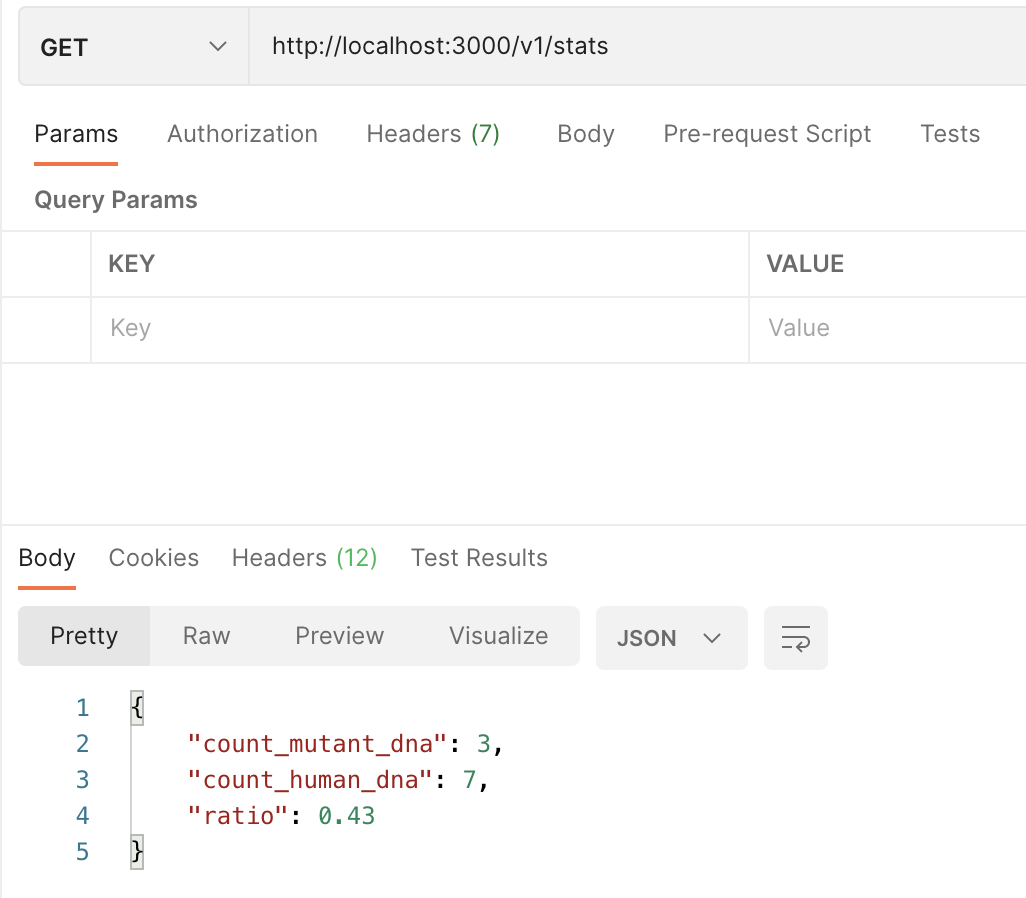 GET http://localhost:3000/v1/stats
Params Authorization Headers (7) Body Pre-request Script Tests
Query Params
KEY VALUE
Key Value
Body Cookies Headers (12) Test Results
Pretty Raw Preview Visualize JSON
1 {
2 "count_mutant_dna": 3,
3 "count_human_dna": 7,
4 "ratio": 0.43
5 }